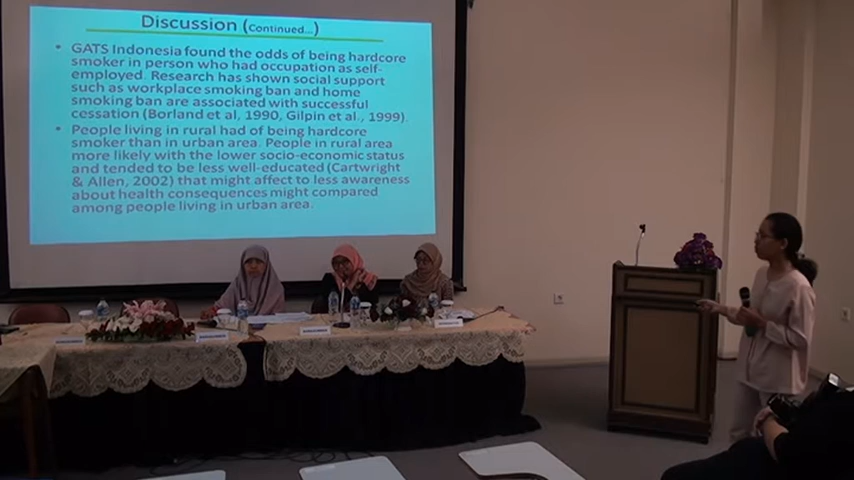 Discussion (Continued...)
• GATS Indonesia found the odds of being hardcore
smoker in person who had occupation as self-
employed. Research has shown social support
such as workplace smoking ban and home
smoking ban are associated with successful
cessation (Borland et al, 1990, Gilpin et al., 1999).
• People living in rural had of being hardcore
smoker than in urban area. People in rural area
more likely with the lower socio-economic status
and tended to be less well-educated (Cartwright
& Allen, 2002) that might affect to less awareness
about health consequences might compared
among people living in urban area.